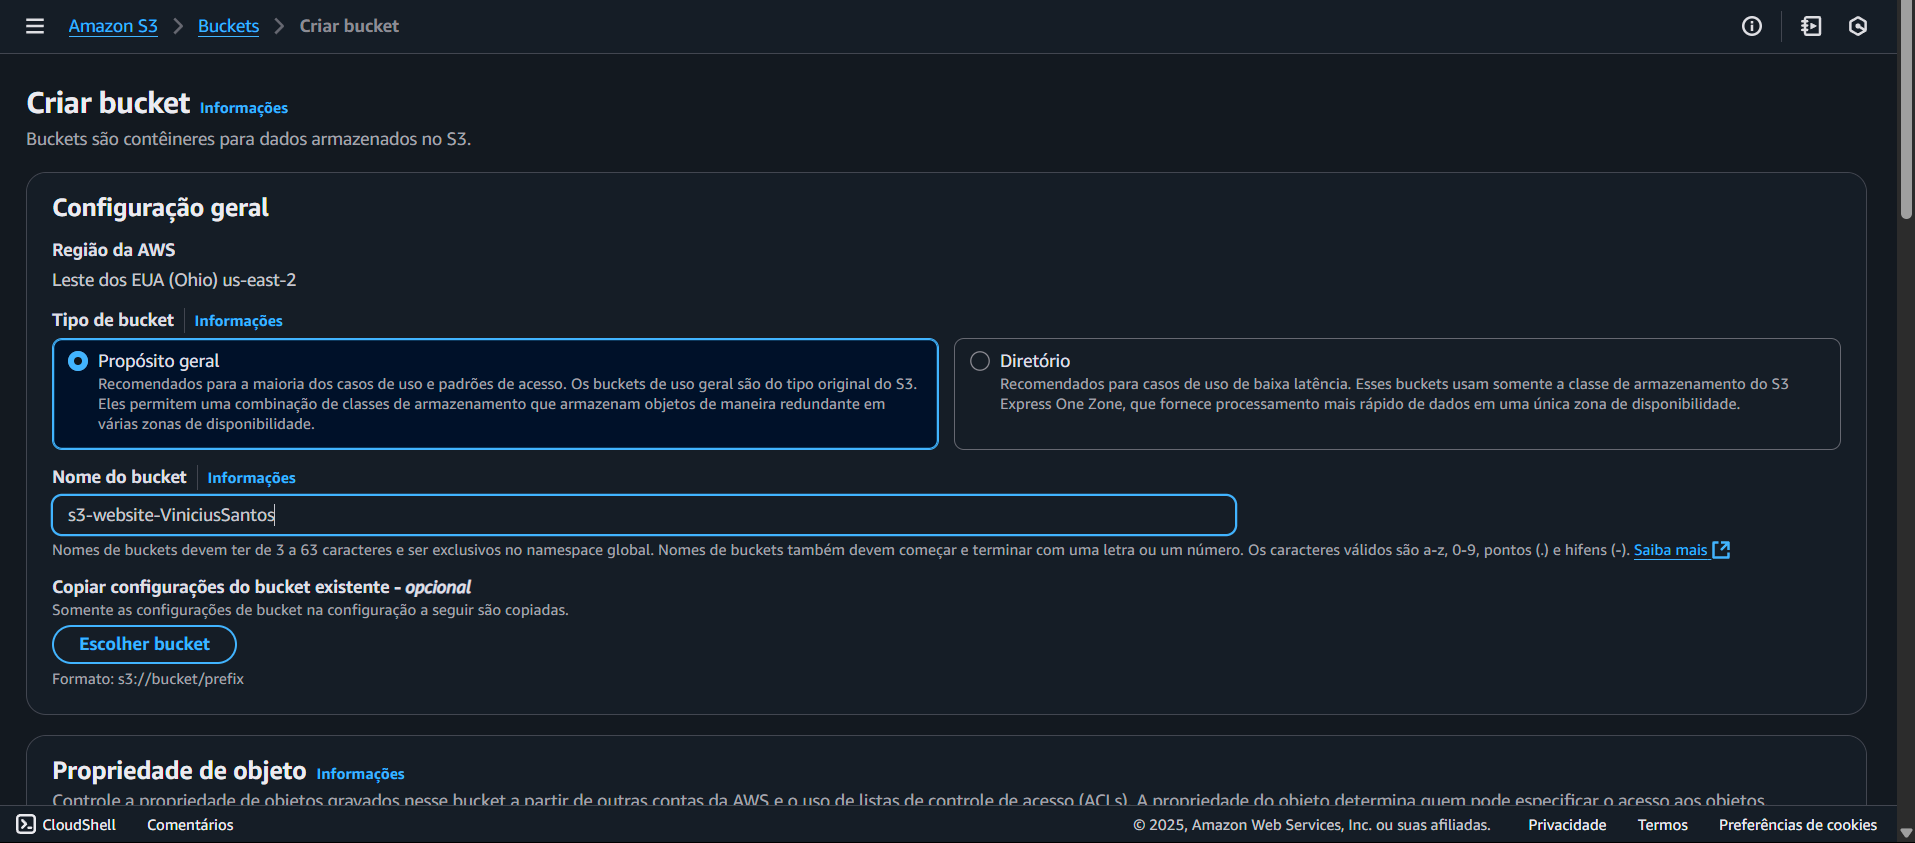 Amazon S3 > Buckets > Criar bucket
Criar bucket Informações
Buckets são contêineres para dados armazenados no S3.
Configuração geral
Região da AWS
Leste dos EUA (Ohio) us-east-2
Tipo de bucket Informações
Propósito geral
Recomendados para a maioria dos casos de uso e padrões de acesso. Os buckets de uso geral são do tipo original do S3.
Eles permitem uma combinação de classes de armazenamento que armazenam objetos de maneira redundante em
várias zonas de disponibilidade.
Diretório
Recomendados para casos de uso de baixa latência. Esses buckets usam somente a classe de armazenamento do S3
Express One Zone, que fornece processamento mais rápido de dados em uma única zona de disponibilidade.
Nome do bucket Informações
s3-website-ViniciusSantos
Nomes de buckets devem ter de 3 a 63 caracteres e ser exclusivos no namespace global. Nomes de buckets também devem começar e terminar com uma letra ou um número. Os caracteres válidos são a-z, 0-9, pontos (.) e hifens (-). Saiba mais
Copiar configurações do bucket existente - opcional
Somente as configurações de bucket na configuração a seguir são copiadas.
Escolher bucket
Formato: s3://bucket/prefix
Propriedade de objeto Informações
Controle a propriedade de objetos gravados nesse bucket a partir de outras contas da AWS e o uso de listas de controle de acesso (ACLs). A propriedade do objeto determina quem pode especificar o acesso aos objetos.
CloudShell Comentários © 2025, Amazon Web Services, Inc. ou suas afiliadas. Privacidade Termos Preferências de cookies